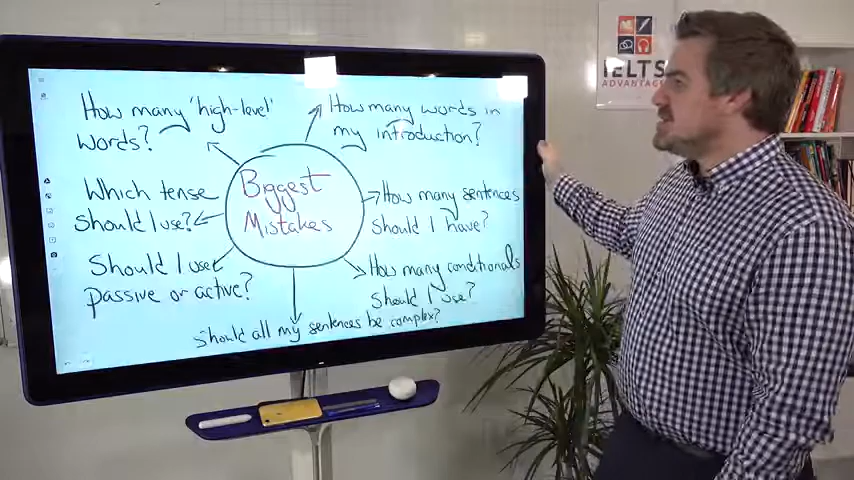 How many 'high-level'
words?
How many words in
my introduction?
Biggest
Mistakes
Which tense
should I use?
How many sentences
should I have?
Should I use
passive or active?
How many conditionals
should I use?
should all my sentences be complex?
IELTS
ADVANTAGE